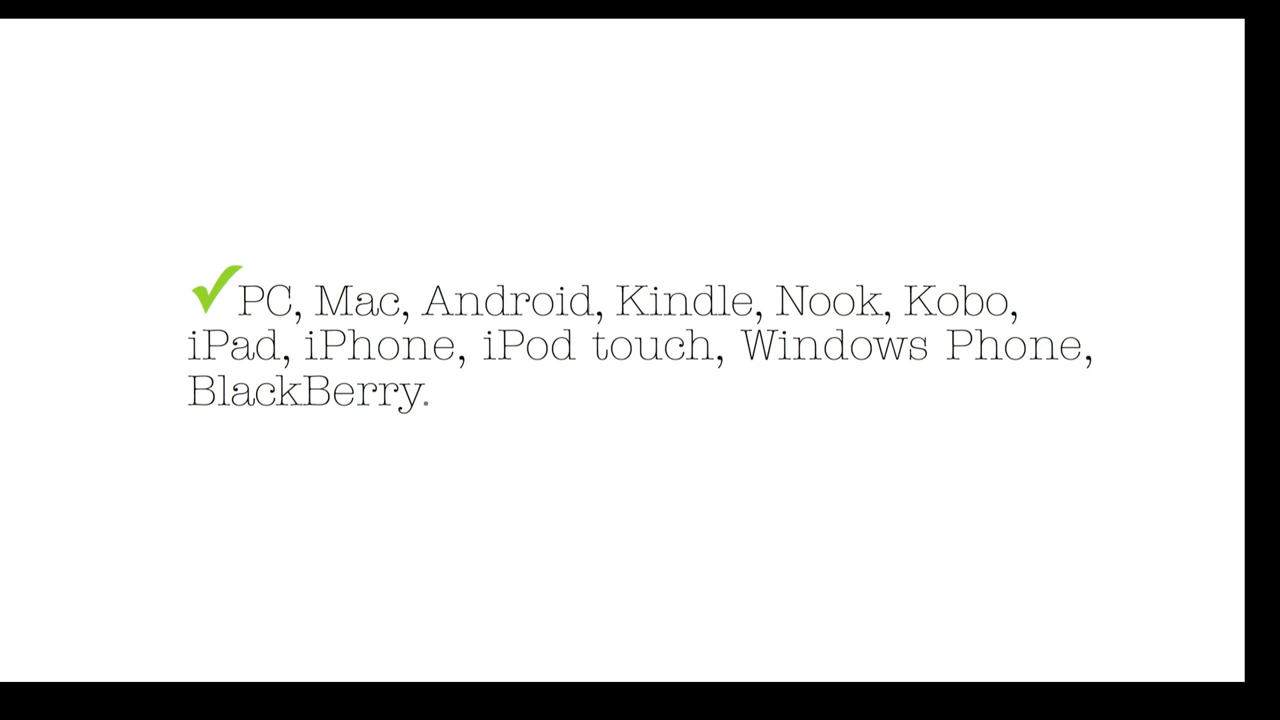 PC, Mac, Android, Kindle, Nook, Kobo,
iPad, iPhone, iPod touch, Windows Phone,
BlackBerry.